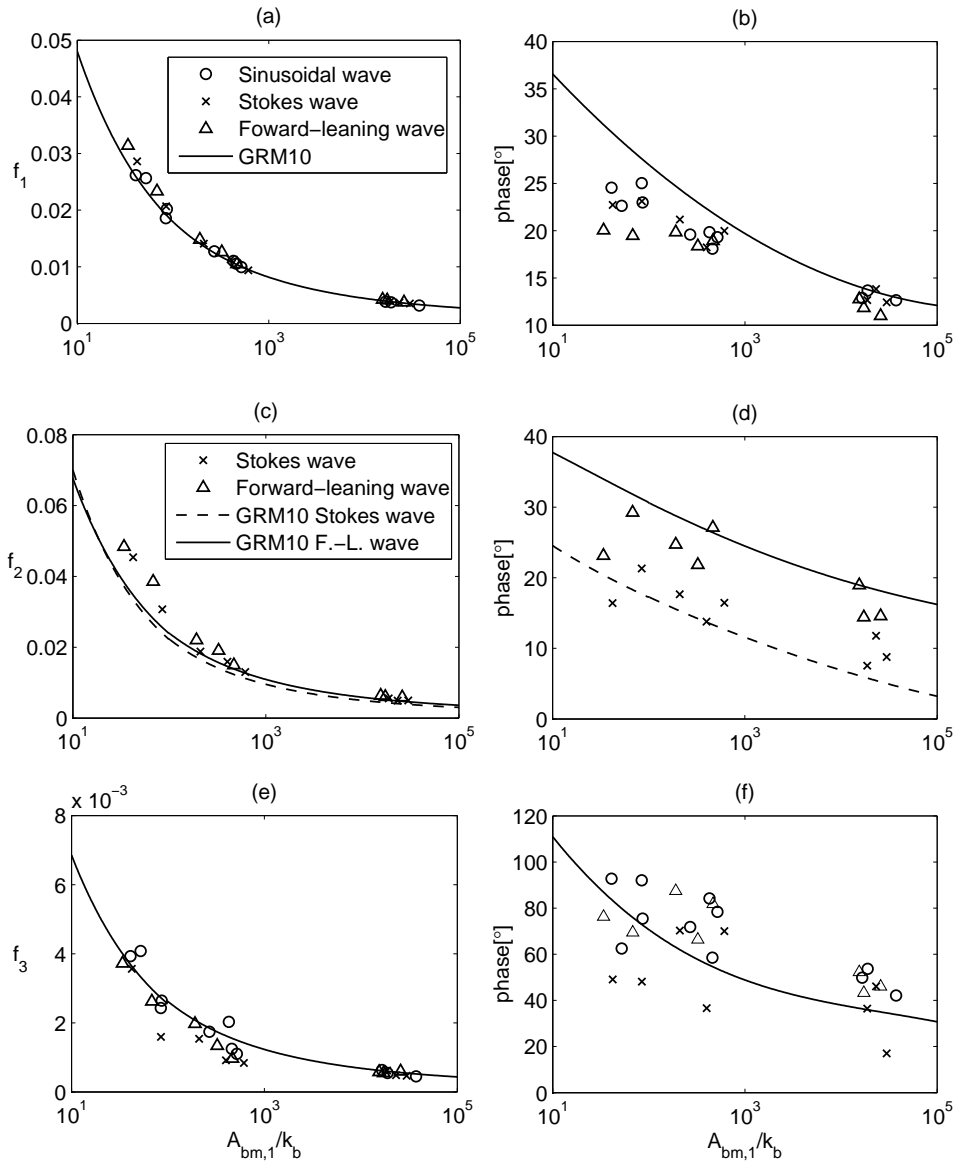 (a)
0.05
0.04
0.03
0.02
0.01
0
f1
10^1
10^3
10^5
Sinusoidal wave
Stokes wave
Foward−leaning wave
GRM10
(b)
40
35
30
25
20
15
10
phase[°]
10^1
10^3
10^5
(c)
0.08
0.06
0.04
0.02
0
f2
10^1
10^3
10^5
Stokes wave
Forward−leaning wave
GRM10 Stokes wave
GRM10 F.−L. wave
(d)
40
30
20
10
0
phase[°]
10^1
10^3
10^5
(e)
x 10^−3
8
6
4
2
0
f3
10^1
10^3
10^5
A_bm,1/k_b
(f)
120
100
80
60
40
20
0
phase[°]
10^1
10^3
10^5
A_bm,1/k_b